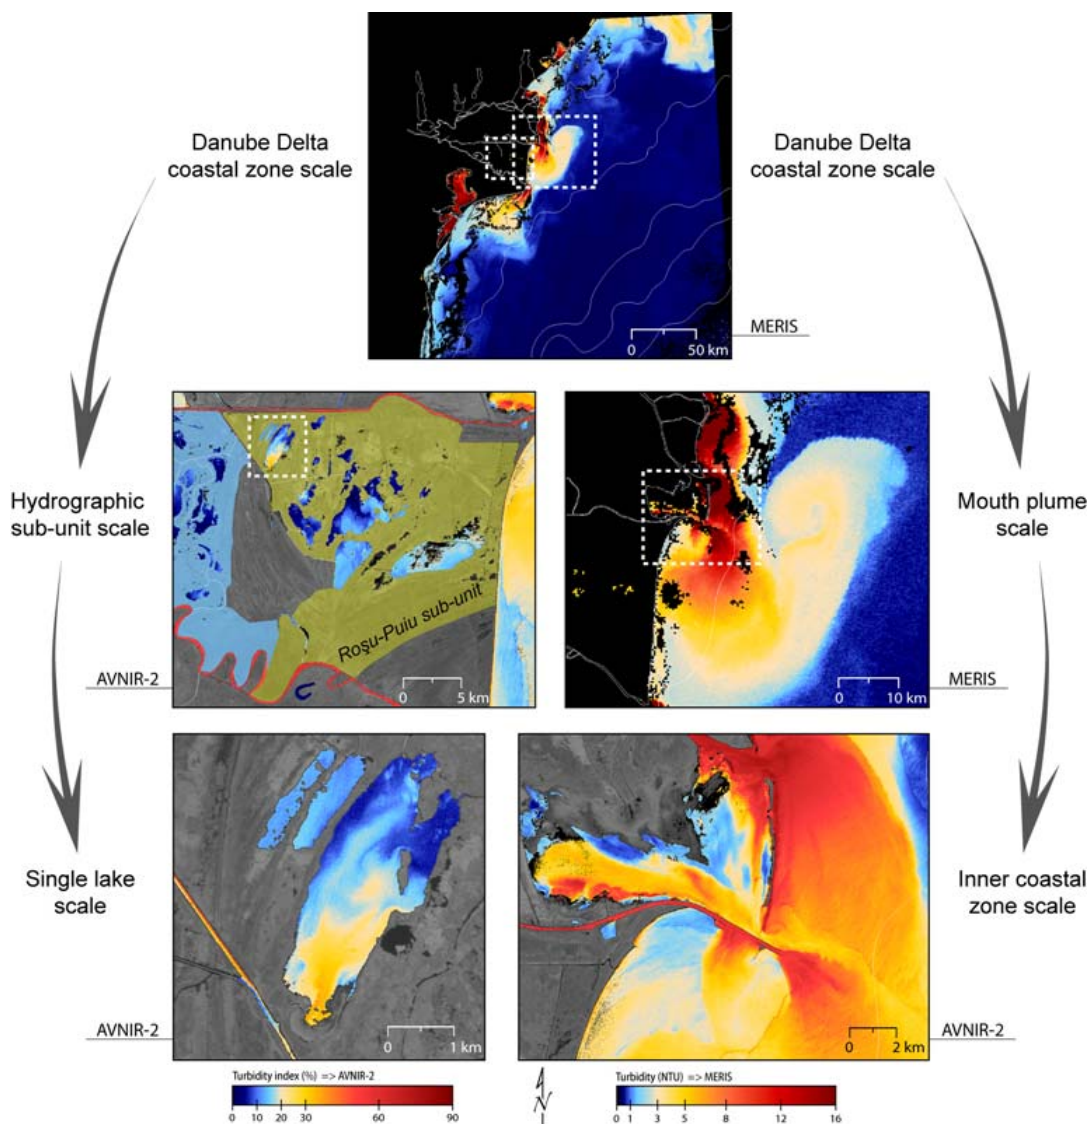 Danube Delta
coastal zone scale
Danube Delta
coastal zone scale
0 50 km
MERIS
Hydrographic
sub-unit scale
Roşu-Puiu sub-unit
0 5 km
AVNIR-2
Mouth plume
scale
0 10 km
MERIS
Single lake
scale
0 1 km
AVNIR-2
Inner coastal
zone scale
0 2 km
AVNIR-2
Turbidity index (%) => AVNIR-2
0 10 20 30 60 90
N
Turbidity (NTU) => MERIS
0 1 3 5 8 12 16